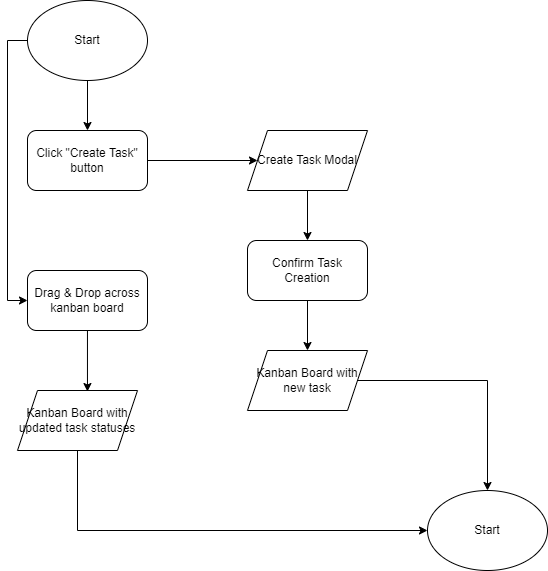 Start
Click "Create Task"
button
Create Task Modal
Confirm Task
Creation
Drag & Drop across
kanban board
Kanban Board with
new task
Kanban Board with
updated task statuses
Start